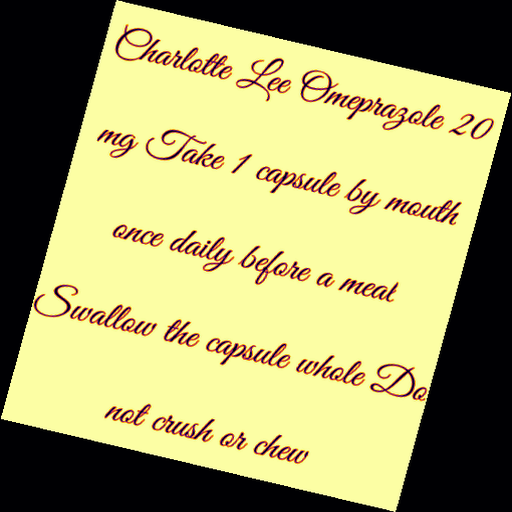 Charlotte Lee Omeprazole 20
mg Take 1 capsule by mouth
once daily before a meat
Swallow the capsule whole Do
not crush or chew